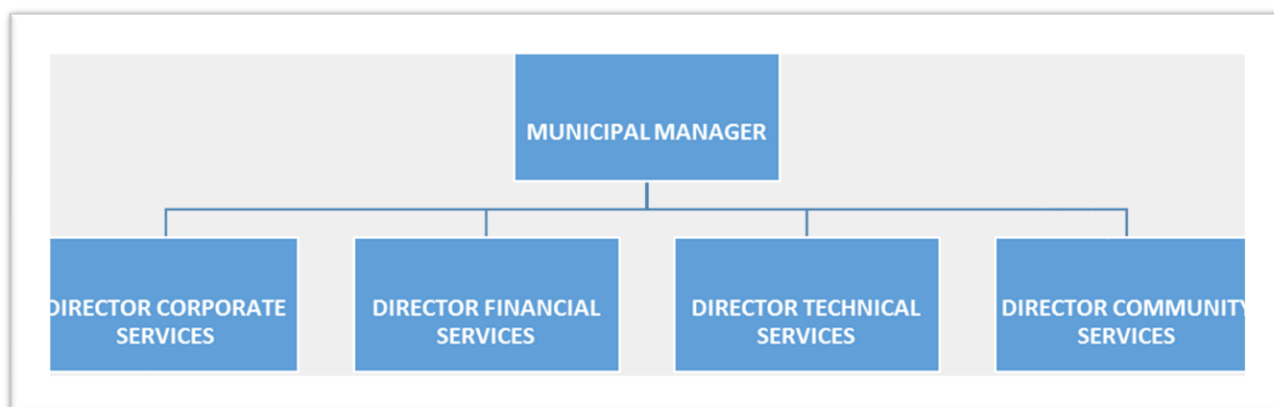 MUNICIPAL MANAGER
DIRECTOR CORPORATE
SERVICES
DIRECTOR FINANCIAL
SERVICES
DIRECTOR TECHNICAL
SERVICES
DIRECTOR COMMUNITY
SERVICES